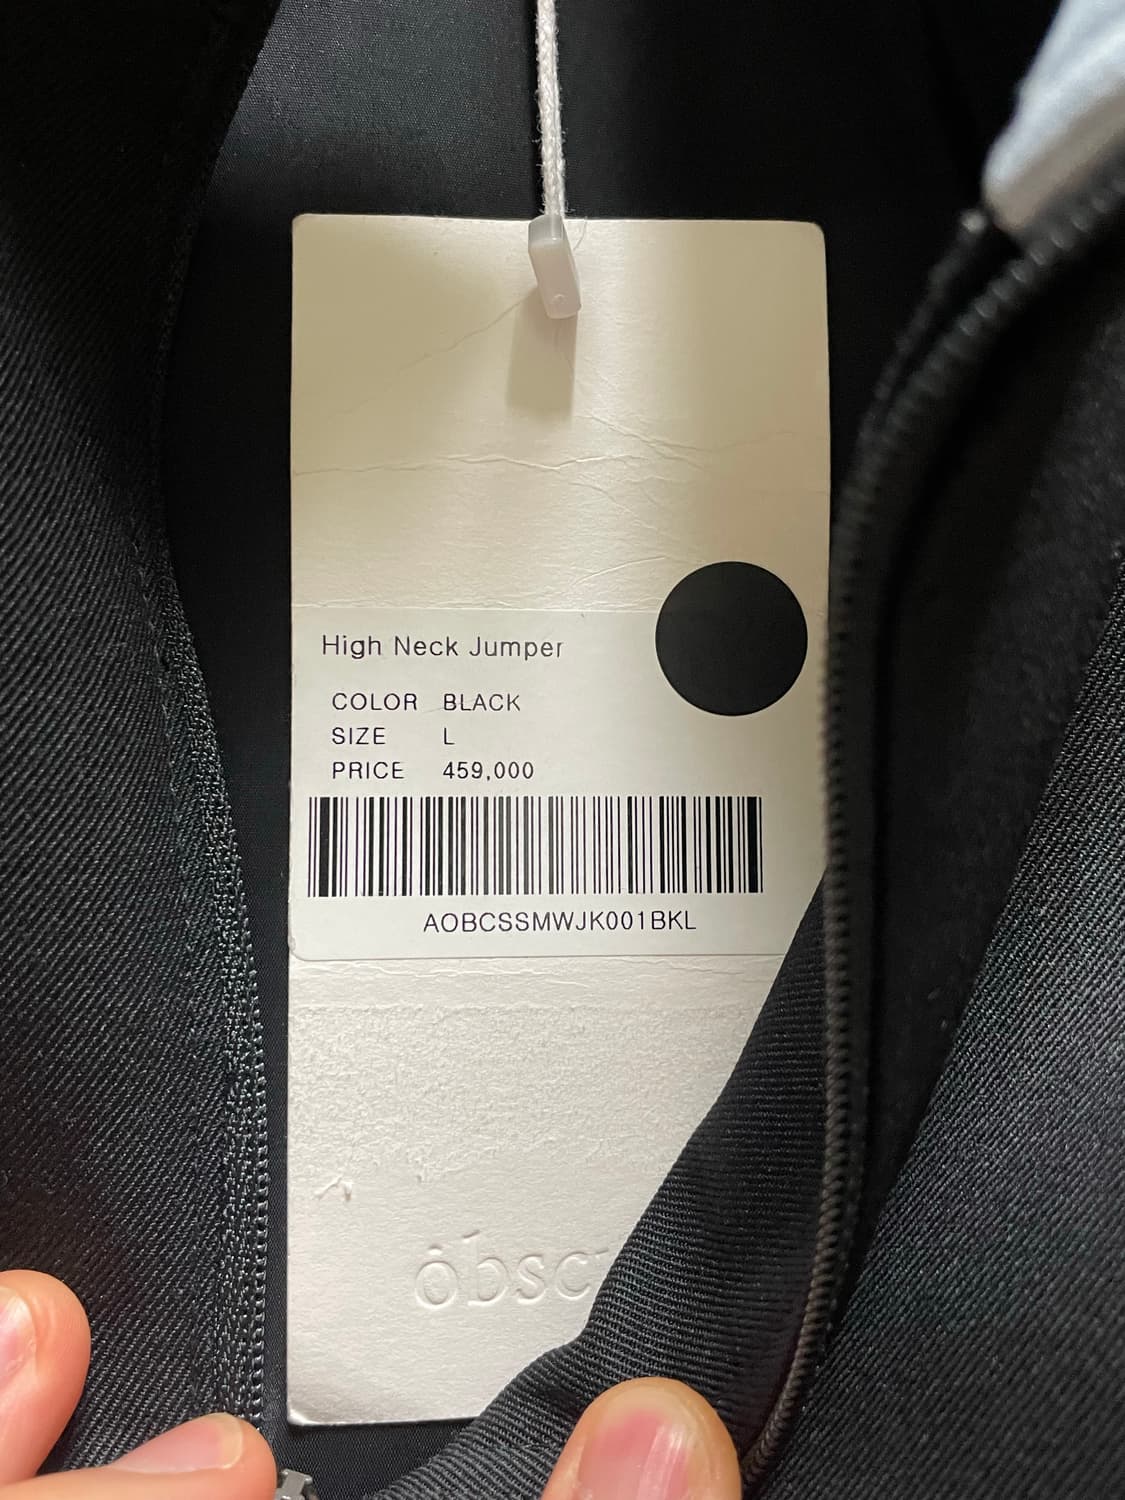 High Neck Jumper
COLOR BLACK
SIZE L
PRICE 459,000
AOBCSSMWJK001BKL